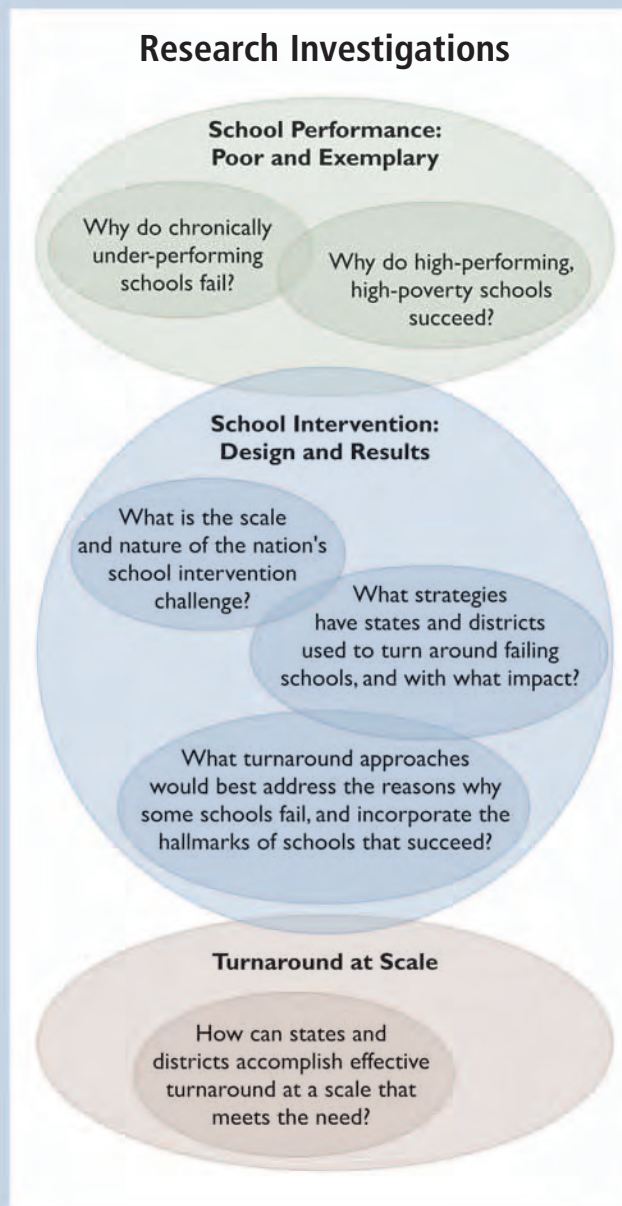 Research Investigations
School Performance:
Poor and Exemplary
Why do chronically
under-performing
schools fail?
Why do high-performing,
high-poverty schools
succeed?
School Intervention:
Design and Results
What is the scale
and nature of the nation's
school intervention
challenge?
What strategies
have states and districts
used to turn around failing
schools, and with what impact?
What turnaround approaches
would best address the reasons why
some schools fail, and incorporate the
hallmarks of schools that succeed?
Turnaround at Scale
How can states and
districts accomplish effective
turnaround at a scale that
meets the need?